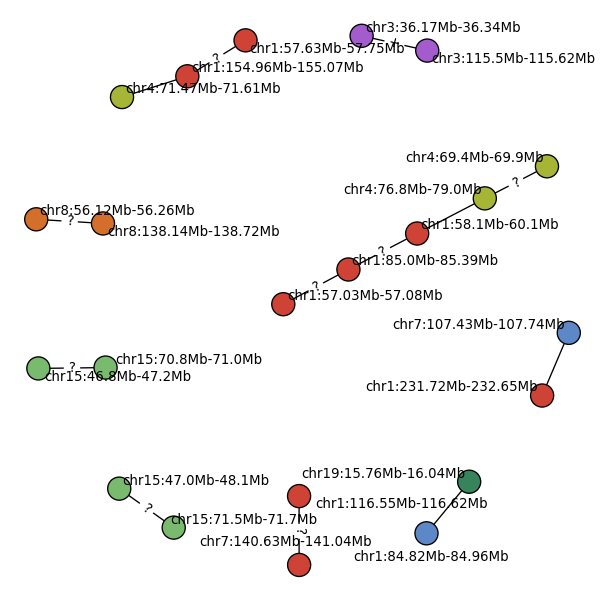 chr3:36.17Mb-36.34Mb
chr1:57.63Mb-57.75Mb
?
+
chr3:115.5Mb-115.62Mb
chr1:154.96Mb-155.07Mb
chr4:71.47Mb-71.61Mb
chr4:69.4Mb-69.9Mb
?
chr4:76.8Mb-79.0Mb
chr8:56.12Mb-56.26Mb
?
chr1:58.1Mb-60.1Mb
chr8:138.14Mb-138.72Mb
?
chr1:85.0Mb-85.39Mb
?
chr1:57.03Mb-57.08Mb
chr7:107.43Mb-107.74Mb
chr15:70.8Mb-71.0Mb
?
chr15:46.8Mb-47.2Mb
chr1:231.72Mb-232.65Mb
chr19:15.76Mb-16.04Mb
chr15:47.0Mb-48.1Mb
chr1:116.55Mb-116.62Mb
?
chr15:71.5Mb-71.7Mb
?
chr7:140.63Mb-141.04Mb
chr1:84.82Mb-84.96Mb